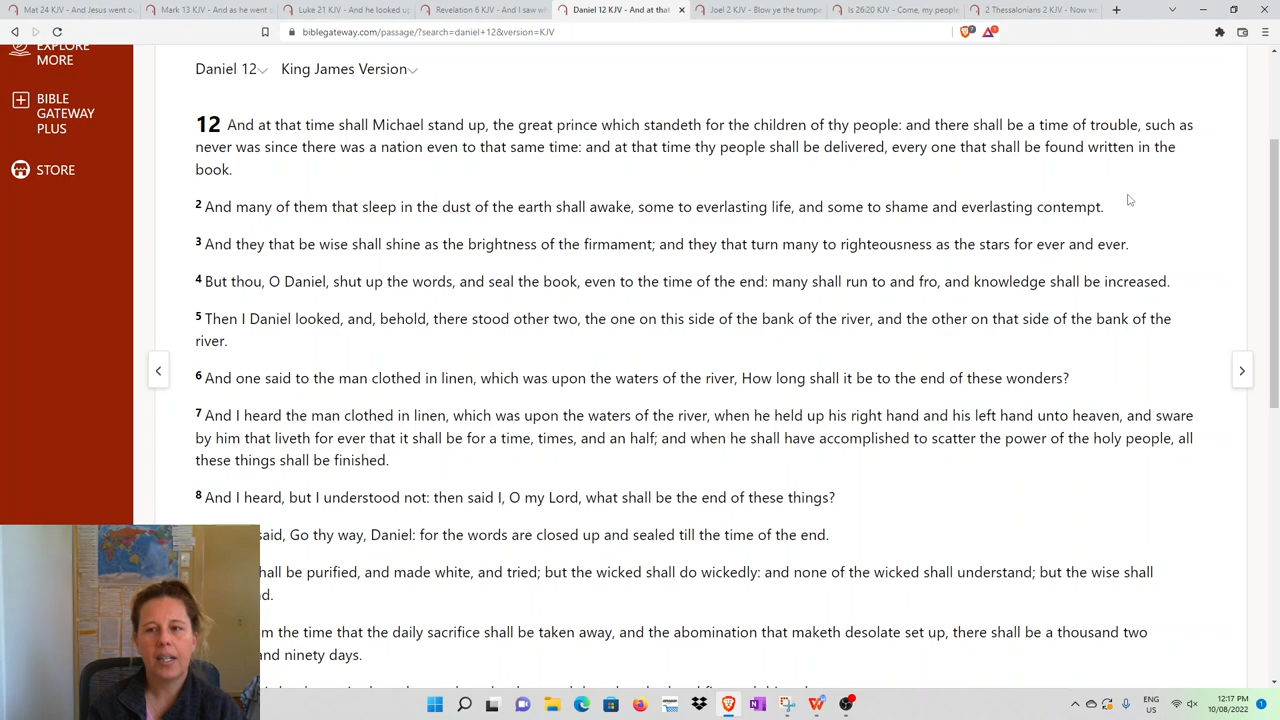 Mat 24 KJV - And Jesus went ou
Mark 13 KJV - And as he went o
Luke 21 KJV - And he looked up
Revelation 6 KJV - And I saw wh
Daniel 12 KJV - And at that
Joel 2 KJV - Blow ye the trumpe
Is 26:20 KJV - Come, my people
2 Thessalonians 2 KJV - Now w
biblegateway.com/passage/?search=daniel+12&version=KJV
EXPLORE
MORE
BIBLE
GATEWAY
PLUS
STORE
Daniel 12 King James Version
12 And at that time shall Michael stand up, the great prince which standeth for the children of thy people: and there shall be a time of trouble, such as
never was since there was a nation even to that same time: and at that time thy people shall be delivered, every one that shall be found written in the
book.
2 And many of them that sleep in the dust of the earth shall awake, some to everlasting life, and some to shame and everlasting contempt.
3 And they that be wise shall shine as the brightness of the firmament; and they that turn many to righteousness as the stars for ever and ever.
4 But thou, O Daniel, shut up the words, and seal the book, even to the time of the end: many shall run to and fro, and knowledge shall be increased.
5 Then I Daniel looked, and, behold, there stood other two, the one on this side of the bank of the river, and the other on that side of the bank of the
river.
6 And one said to the man clothed in linen, which was upon the waters of the river, How long shall it be to the end of these wonders?
7 And I heard the man clothed in linen, which was upon the waters of the river, when he held up his right hand and his left hand unto heaven, and sware
by him that liveth for ever that it shall be for a time, times, and an half; and when he shall have accomplished to scatter the power of the holy people, all
these things shall be finished.
8 And I heard, but I understood not: then said I, O my Lord, what shall be the end of these things?
said, Go thy way, Daniel: for the words are closed up and sealed till the time of the end.
hall be purified, and made white, and tried; but the wicked shall do wickedly: and none of the wicked shall understand; but the wise shall
d.
m the time that the daily sacrifice shall be taken away, and the abomination that maketh desolate set up, there shall be a thousand two
and ninety days.
ENG
US
12:17 PM
10/08/2022